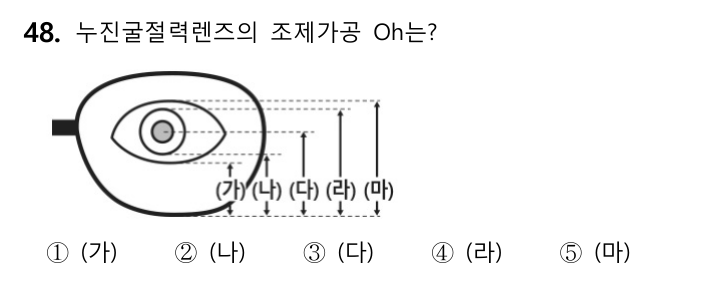 48. 누진굴절력렌즈의 조제가공 Oh는?
(가) (나) (다) (라) (마)
① (가) ② (나) ③ (다) ④ (라) ⑤ (마)